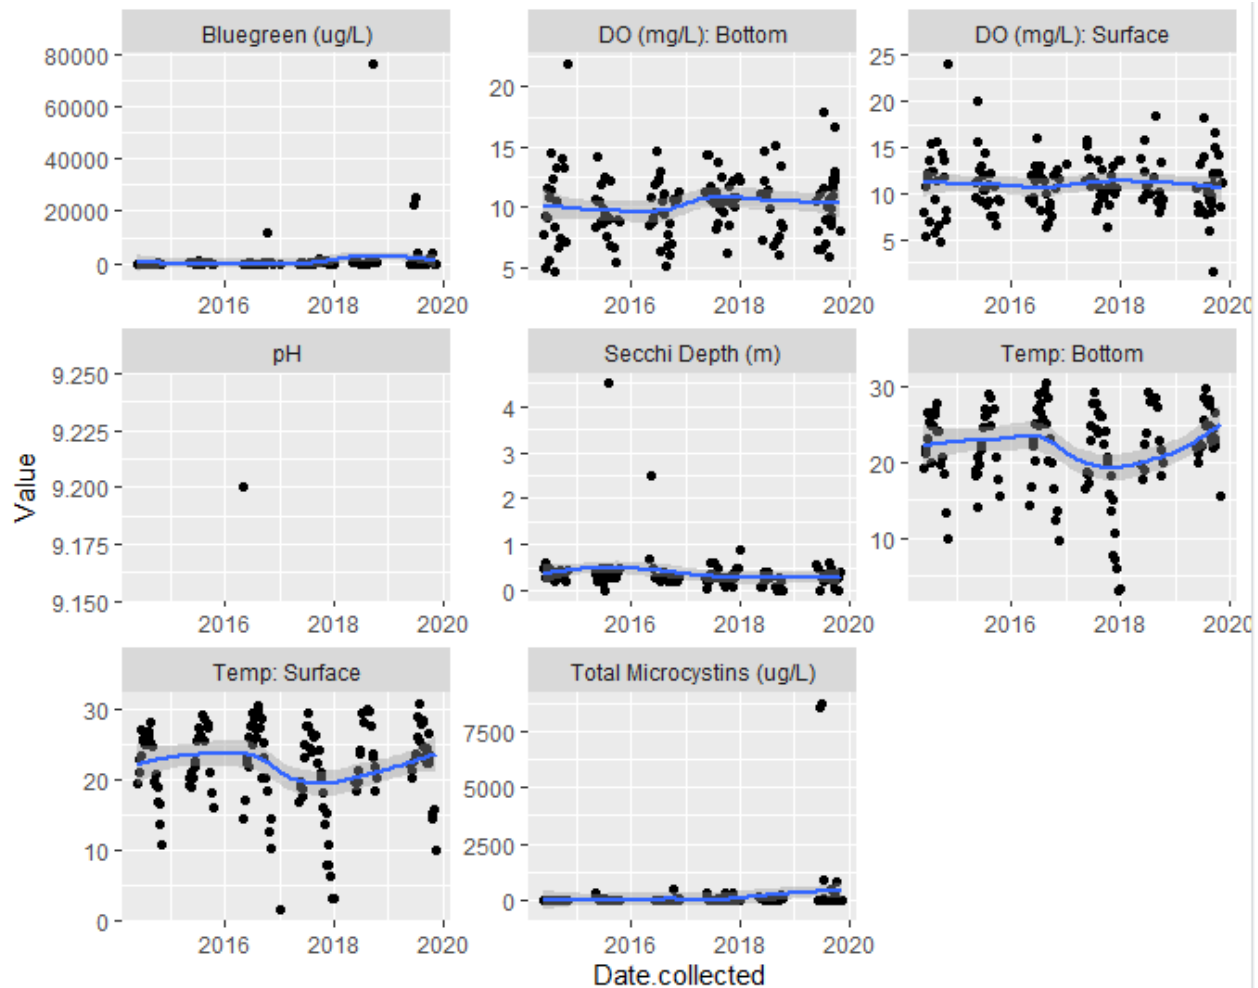 Bluegreen (ug/L)
DO (mg/L): Bottom
DO (mg/L): Surface
80000
60000
40000
20000
0
20
15
10
5
25
20
15
10
5
2016 2018 2020
2016 2018 2020
2016 2018 2020
pH
Secchi Depth (m)
Temp: Bottom
Value
9.250
9.225
9.200
9.175
9.150
4
3
2
1
0
30
20
10
2016 2018 2020
2016 2018 2020
2016 2018 2020
Temp: Surface
Total Microcystins (ug/L)
30
20
10
0
7500
5000
2500
0
2016 2018 2020
2016 2018 2020
Date.collected